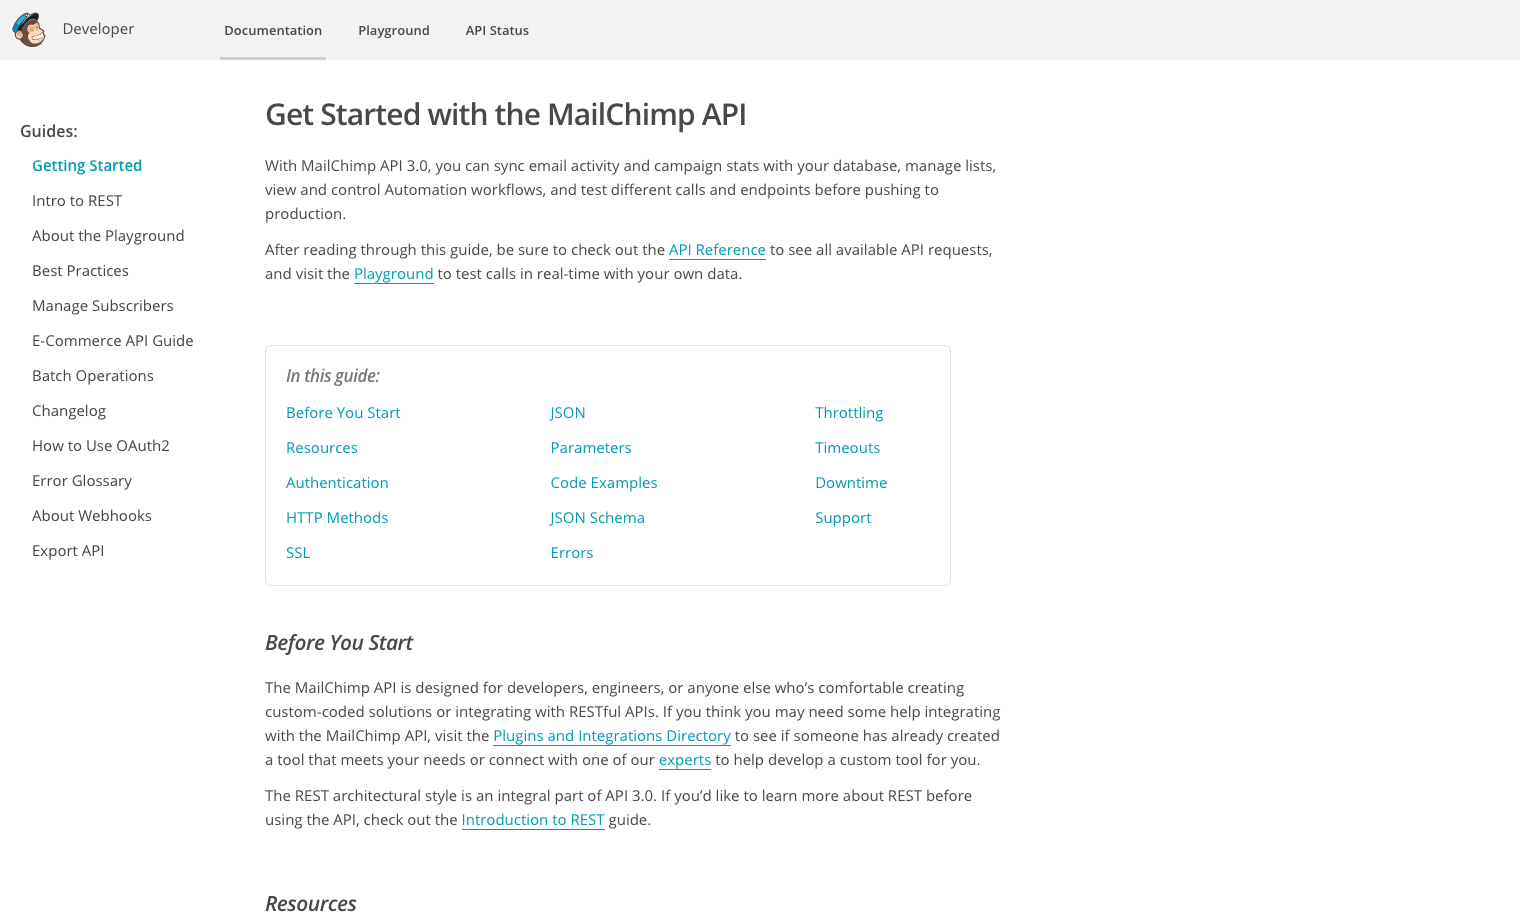 Developer
Documentation
Playground
API Status
Guides:
Getting Started
Intro to REST
About the Playground
Best Practices
Manage Subscribers
E-Commerce API Guide
Batch Operations
Changelog
How to Use OAuth2
Error Glossary
About Webhooks
Export API
Get Started with the MailChimp API
With MailChimp API 3.0, you can sync email activity and campaign stats with your database, manage lists,
view and control Automation workflows, and test different calls and endpoints before pushing to
production.
After reading through this guide, be sure to check out the API Reference to see all available API requests,
and visit the Playground to test calls in real-time with your own data.
In this guide:
Before You Start
Resources
Authentication
HTTP Methods
SSL
JSON
Parameters
Code Examples
JSON Schema
Errors
Throttling
Timeouts
Downtime
Support
Before You Start
The MailChimp API is designed for developers, engineers, or anyone else who’s comfortable creating
custom-coded solutions or integrating with RESTful APIs. If you think you may need some help integrating
with the MailChimp API, visit the Plugins and Integrations Directory to see if someone has already created
a tool that meets your needs or connect with one of our experts to help develop a custom tool for you.
The REST architectural style is an integral part of API 3.0. If you’d like to learn more about REST before
using the API, check out the Introduction to REST guide.
Resources